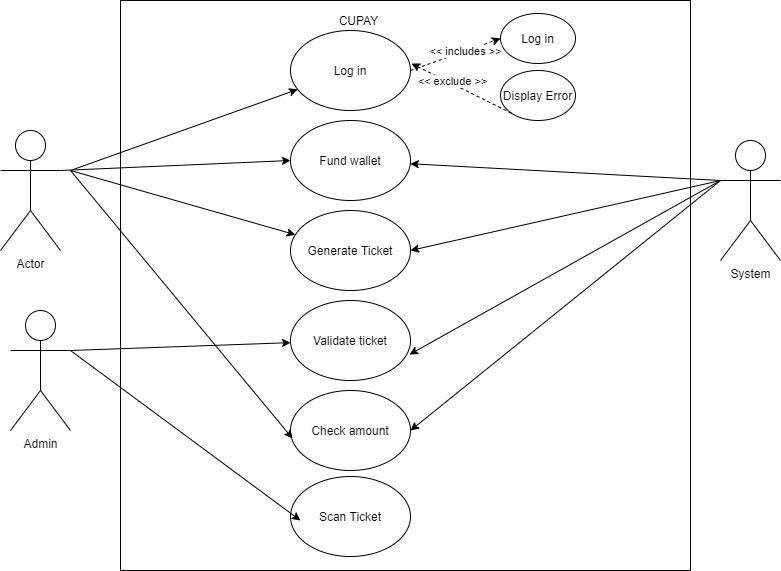 CUPAY
Log in
<< includes >>
Log in
<< exclude >>
Display Error
Fund wallet
Generate Ticket
Actor
System
Validate ticket
Check amount
Admin
Scan Ticket